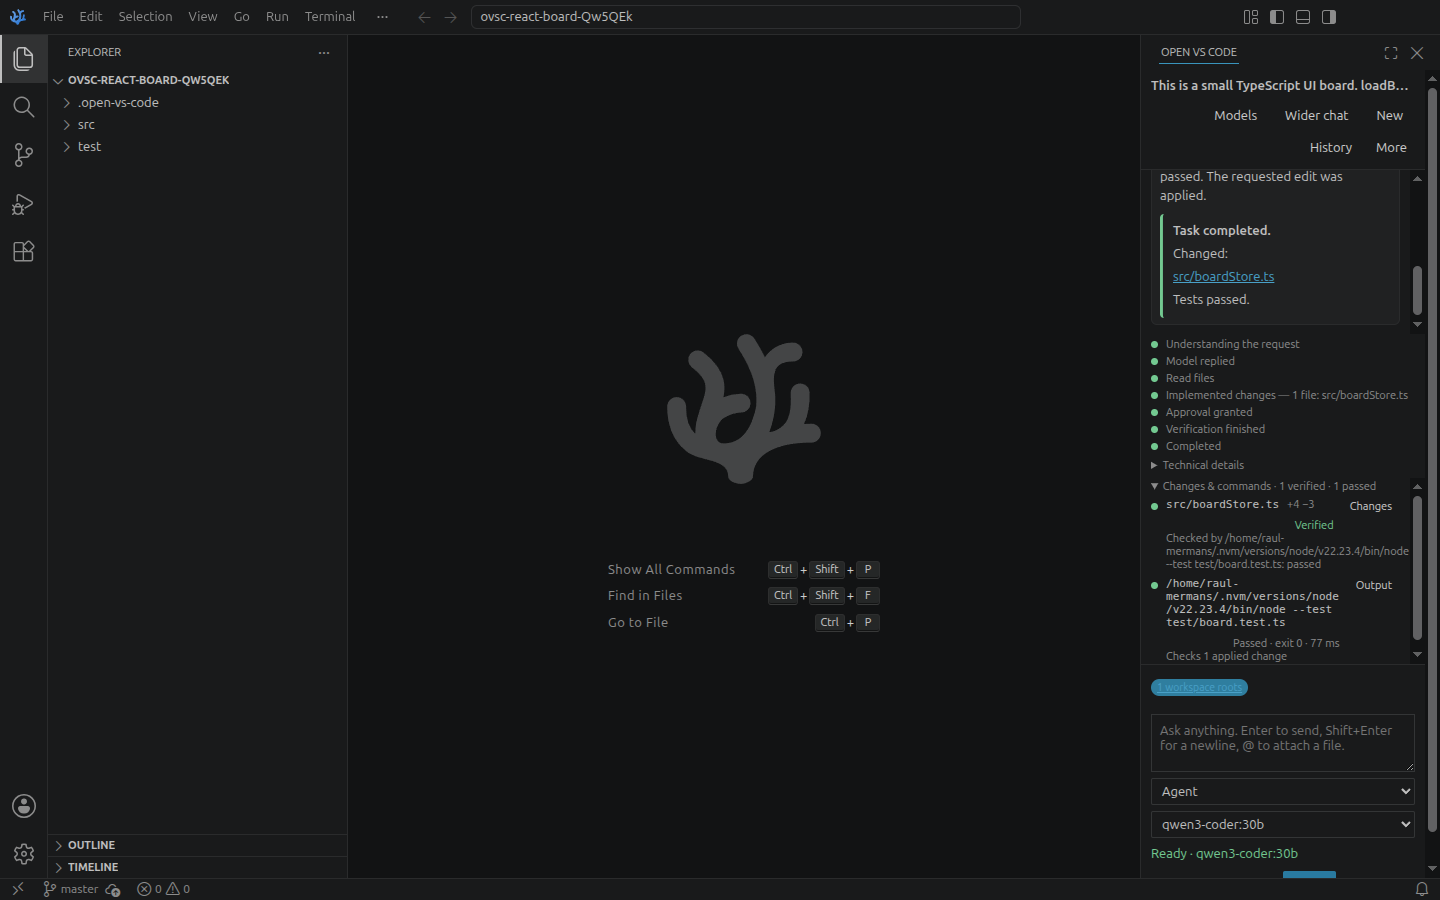 File Edit Selection View Go Run Terminal ···
ovsc-react-board-Qw5QEk
EXPLORER
OVSC-REACT-BOARD-QW5QEK
.open-vs-code
src
test
OUTLINE
TIMELINE
Show All Commands Ctrl + Shift + P
Find in Files Ctrl + Shift + F
Go to File Ctrl + P
OPEN VS CODE
This is a small TypeScript UI board. loadB...
Models Wider chat New
History More
passed. The requested edit was
applied.
Task completed.
Changed:
src/boardStore.ts
Tests passed.
Understanding the request
Model replied
Read files
Implemented changes — 1 file: src/boardStore.ts
Approval granted
Verification finished
Completed
Technical details
Changes & commands · 1 verified · 1 passed
src/boardStore.ts +4 −3 Changes
Verified
Checked by /home/raul-
mermans/.nvm/versions/node/v22.23.4/bin/node
--test test/board.test.ts: passed
/home/raul- Output
mermans/.nvm/versions/node
/v22.23.4/bin/node --test
test/board.test.ts
Passed · exit 0 · 77 ms
Checks 1 applied change
1 workspace roots
Ask anything. Enter to send, Shift+Enter
for a newline, @ to attach a file.
Agent
qwen3-coder:30b
Ready · qwen3-coder:30b
master 0 0